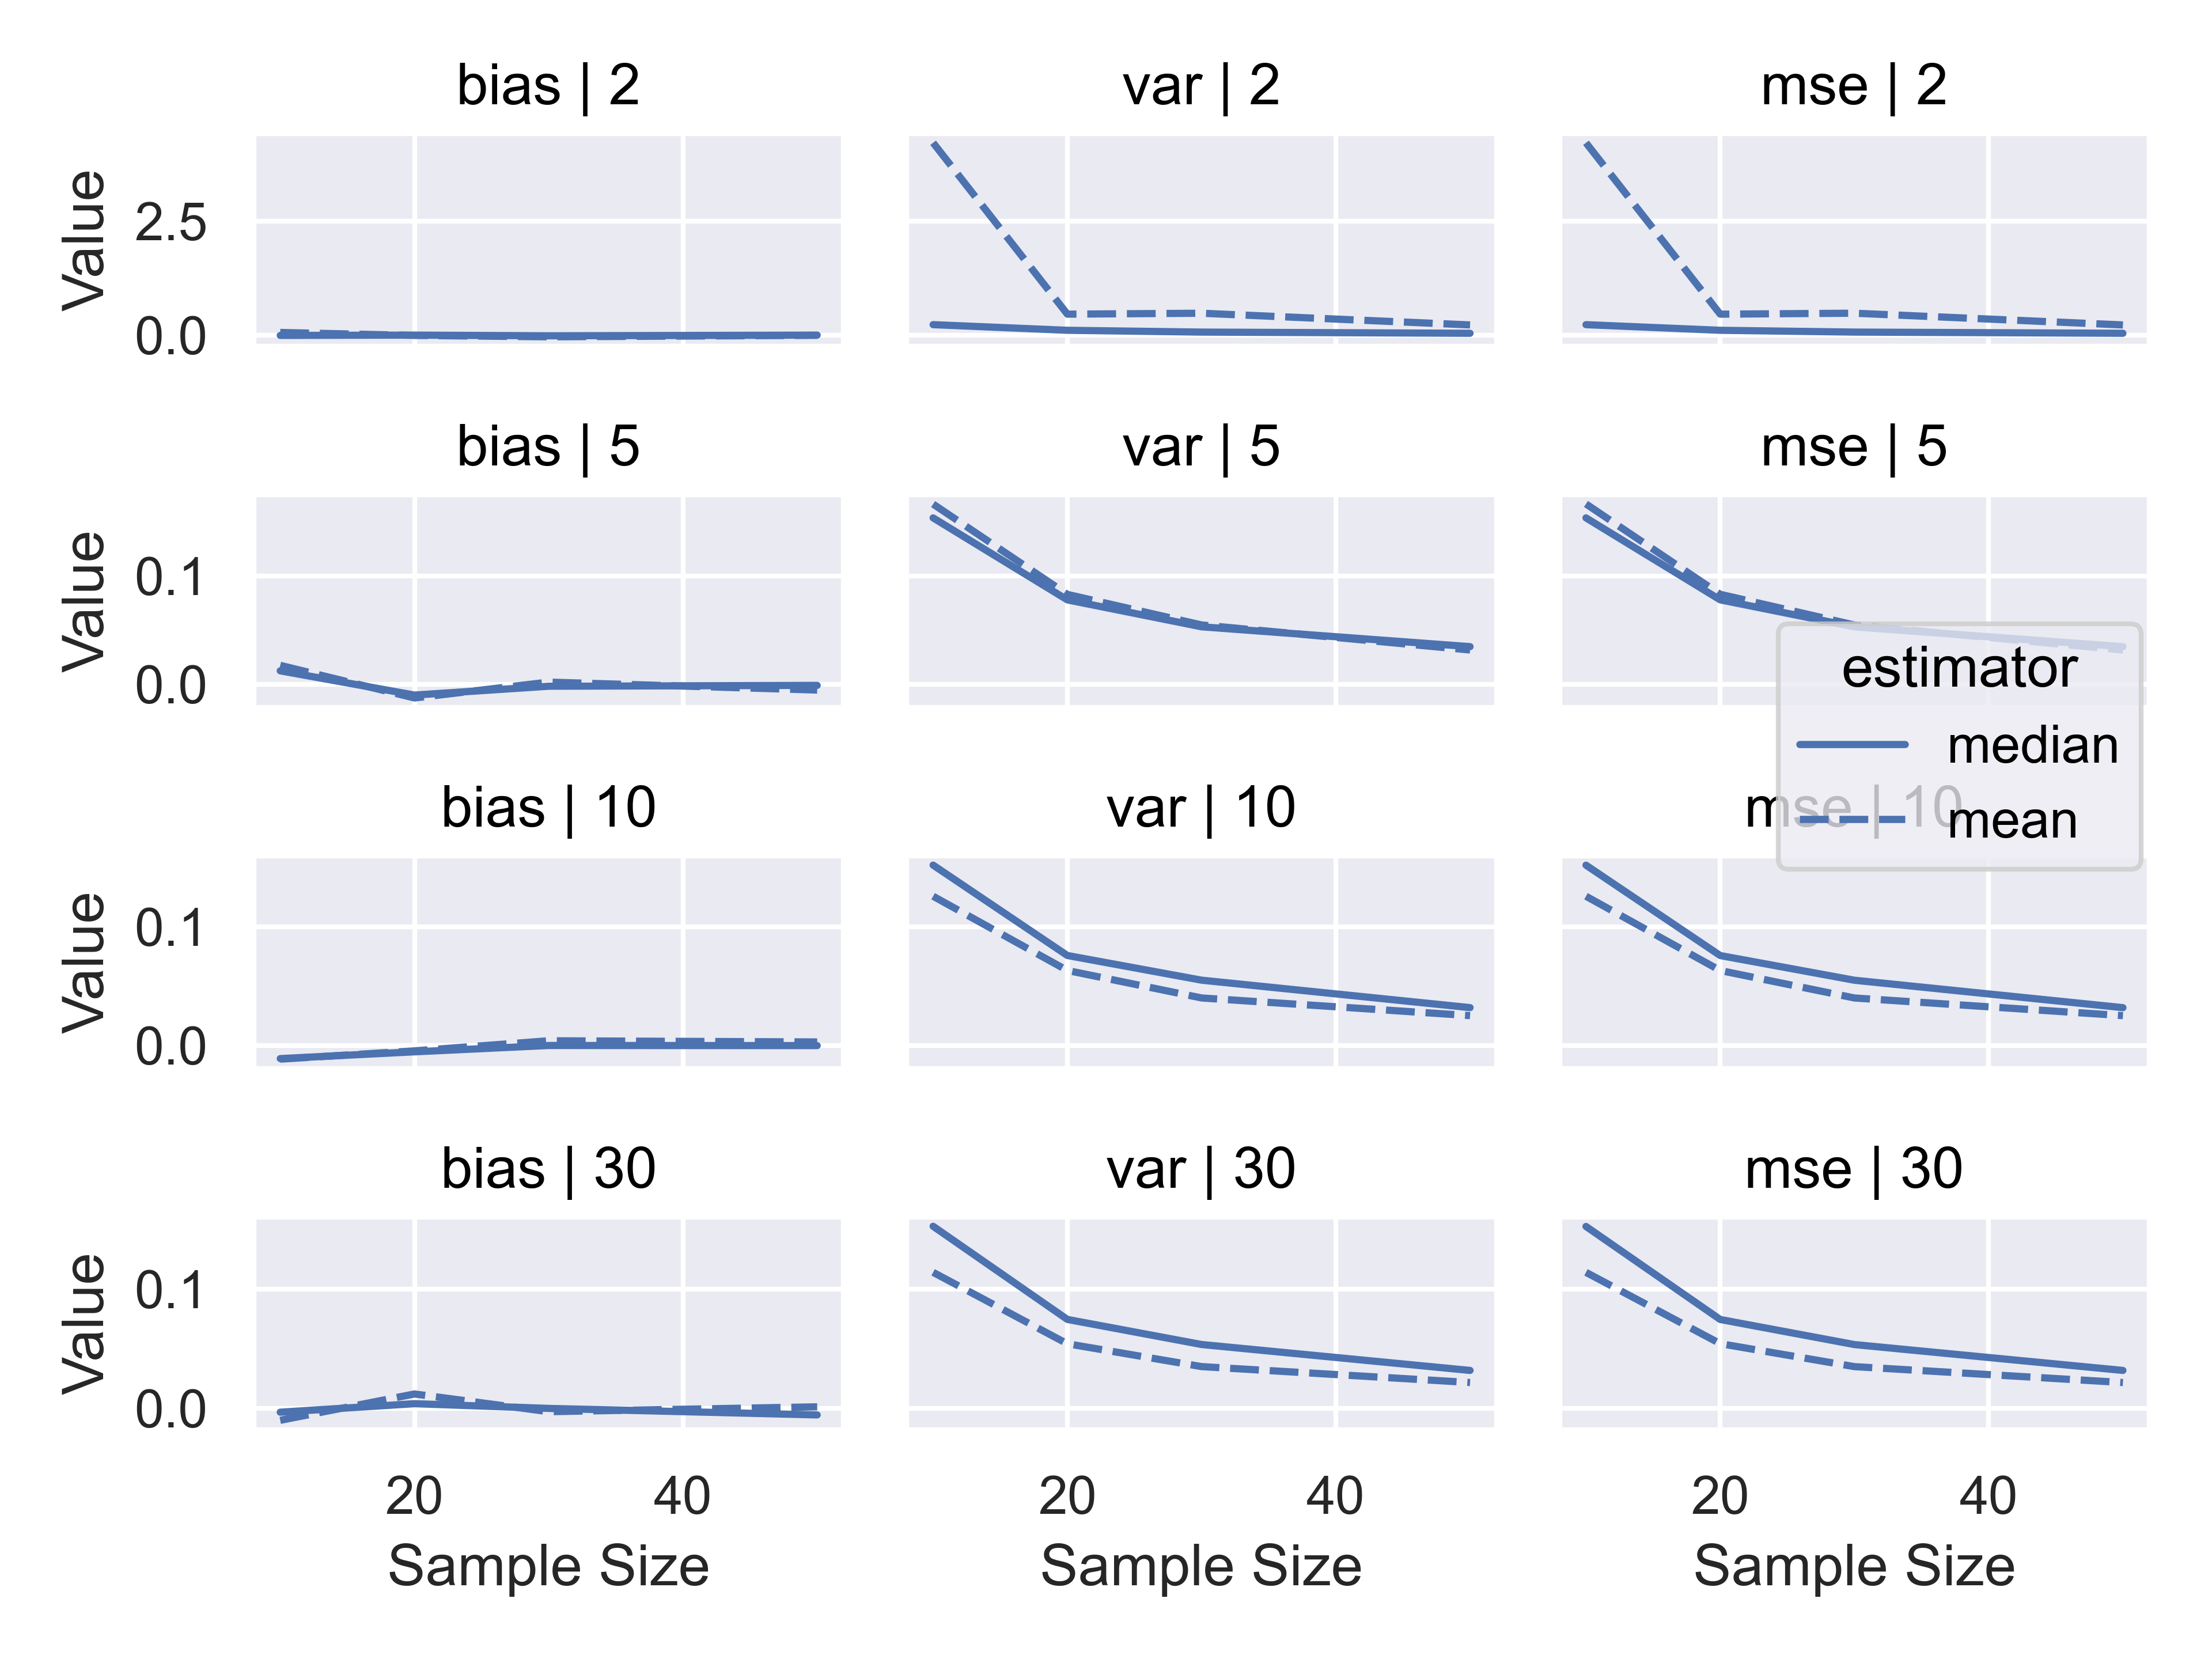 bias | 2
var | 2
mse | 2
Value
2.5
0.0
bias | 5
var | 5
mse | 5
Value
0.1
0.0
estimator
median
mean
bias | 10
var | 10
mse | 10
Value
0.1
0.0
bias | 30
var | 30
mse | 30
Value
0.1
0.0
20
40
20
40
20
40
Sample Size
Sample Size
Sample Size